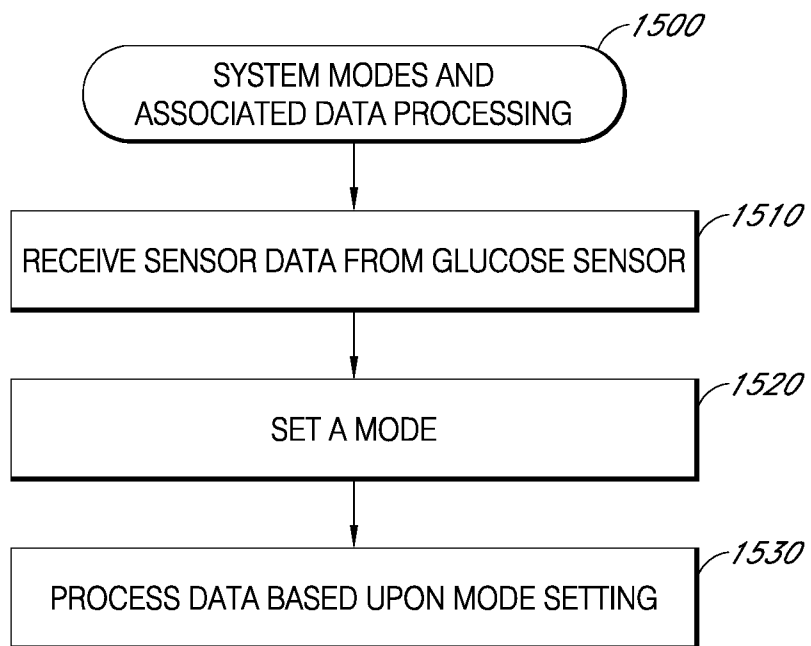 1500
SYSTEM MODES AND
ASSOCIATED DATA PROCESSING
1510
RECEIVE SENSOR DATA FROM GLUCOSE SENSOR
1520
SET A MODE
1530
PROCESS DATA BASED UPON MODE SETTING